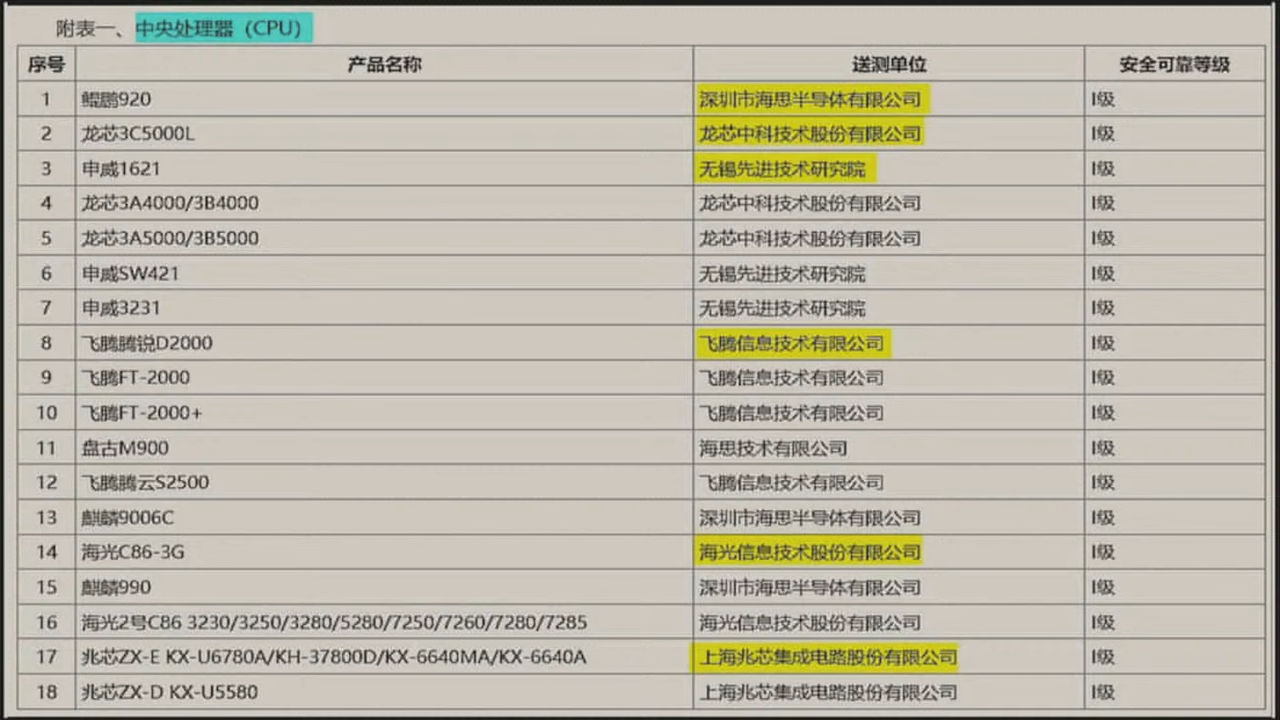 附表一、中央处理器（CPU）
序号 产品名称 送测单位 安全可靠等级
1 鲲鹏920 深圳市海思半导体有限公司 I级
2 龙芯3C5000L 龙芯中科技术股份有限公司 I级
3 申威1621 无锡先进技术研究院 I级
4 龙芯3A4000/3B4000 龙芯中科技术股份有限公司 I级
5 龙芯3A5000/3B5000 龙芯中科技术股份有限公司 I级
6 申威SW421 无锡先进技术研究院 I级
7 申威3231 无锡先进技术研究院 I级
8 飞腾腾锐D2000 飞腾信息技术有限公司 I级
9 飞腾FT-2000 飞腾信息技术有限公司 I级
10 飞腾FT-2000+ 飞腾信息技术有限公司 I级
11 盘古M900 海思技术有限公司 I级
12 飞腾腾云S2500 飞腾信息技术有限公司 I级
13 麒麟9006C 深圳市海思半导体有限公司 I级
14 海光C86-3G 海光信息技术股份有限公司 I级
15 麒麟990 深圳市海思半导体有限公司 I级
16 海光2号C86 3230/3250/3280/5280/7250/7260/7280/7285 海光信息技术股份有限公司 I级
17 兆芯ZX-E KX-U6780A/KH-37800D/KX-6640MA/KX-6640A 上海兆芯集成电路股份有限公司 I级
18 兆芯ZX-D KX-U5580 上海兆芯集成电路股份有限公司 I级